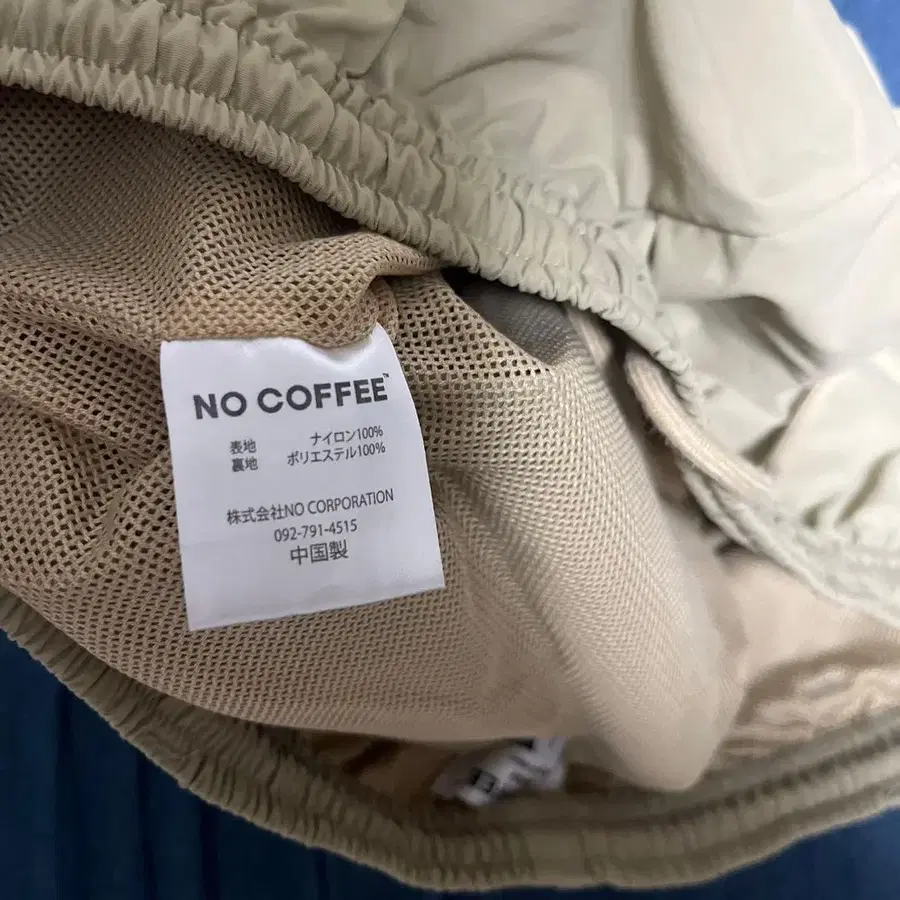 NO COFFEE™
表地 ナイロン100%
裏地 ポリエステル100%
株式会社NO CORPORATION
092-791-4515
中国製